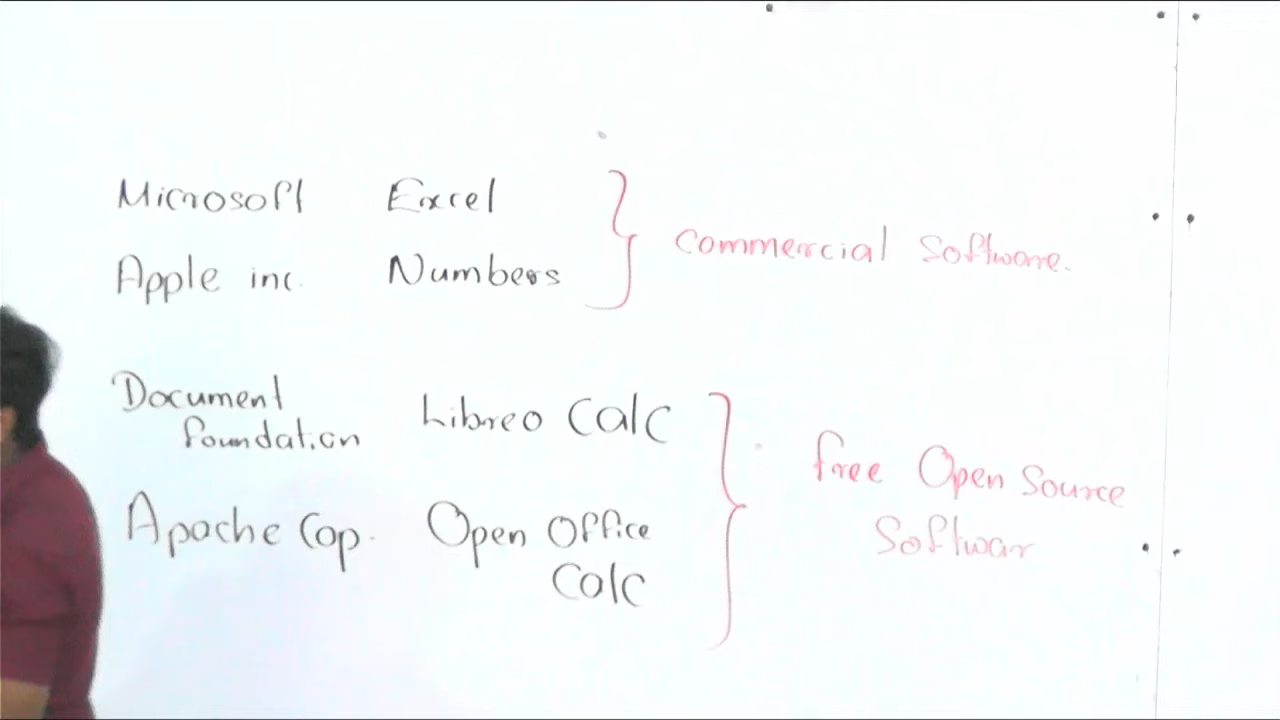 Microsoft Excel
Apple inc. Numbers
Commercial Software.
Document
foundation
Libreo Calc
Apache Cop. Open Office
Calc
free Open Source
Softwar